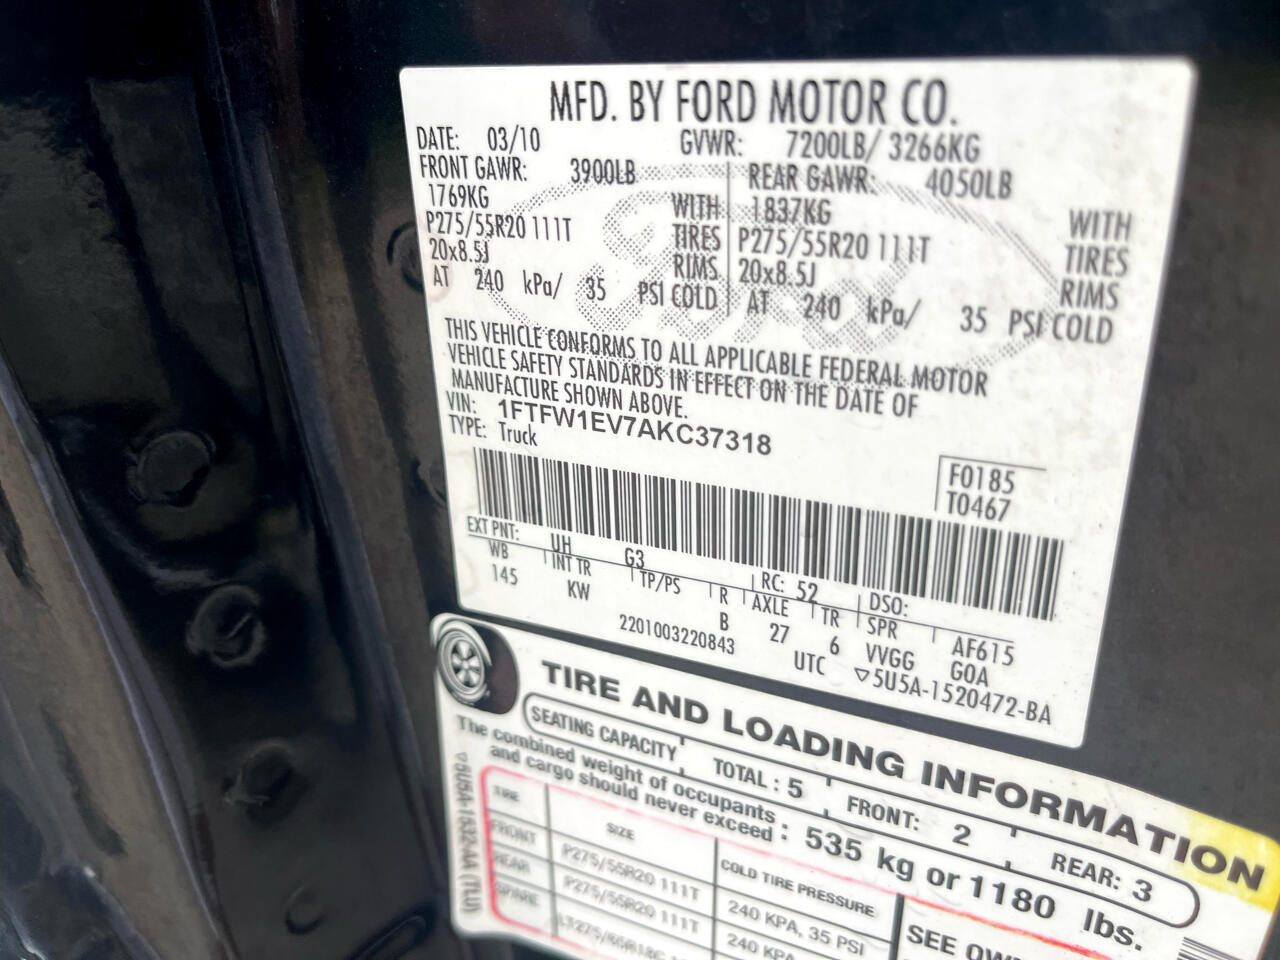 MFD. BY FORD MOTOR CO.
DATE: 03/10 GVWR: 7200LB/ 3266KG
FRONT GAWR: 3900LB REAR GAWR: 4050LB
1769KG WITH 1837KG WITH
P275/55R20 111T TIRES P275/55R20 111T TIRES
20x8.5J RIMS 20x8.5J RIMS
AT 240 kPa/ 35 PSI COLD AT 240 kPa/ 35 PSI COLD
Ford
THIS VEHICLE CONFORMS TO ALL APPLICABLE FEDERAL MOTOR
VEHICLE SAFETY STANDARDS IN EFFECT ON THE DATE OF
MANUFACTURE SHOWN ABOVE.
VIN: 1FTFW1EV7AKC37318
TYPE: Truck
F0185
T0467
EXT PNT: UH G3 RC: 52 DSO:
WB INT TR TP/PS R AXLE TR SPR AF615
145 KW B 27 6 VVGG GOA
2201003220843 UTC ▽5U5A-1520472-BA
TIRE AND LOADING INFORMATION
SEATING CAPACITY TOTAL: 5 FRONT: 2 REAR: 3
The combined weight of occupants
and cargo should never exceed : 535 kg or 1180 lbs.
TIRE SIZE COLD TIRE PRESSURE
FRONT P275/55R20 111T 240 KPA, 35 PSI
REAR P275/55R20 111T 240 KPA
SPARE
SEE OWN